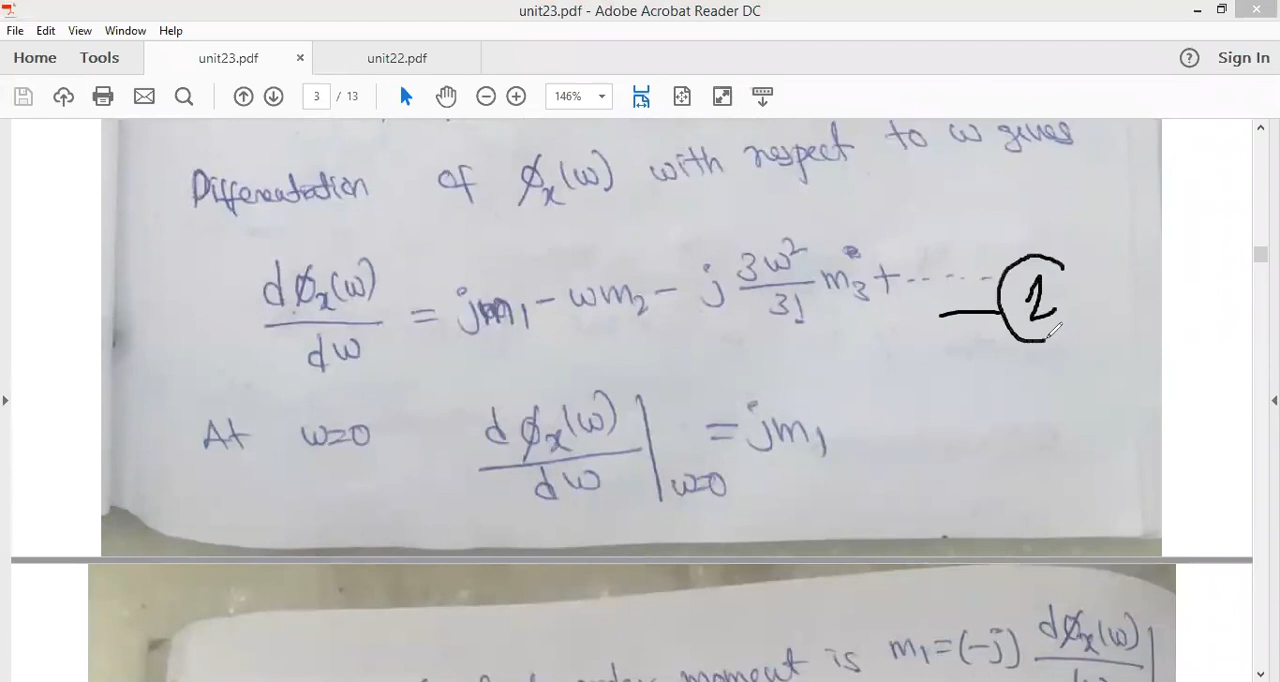 unit23.pdf - Adobe Acrobat Reader DC
File Edit View Window Help
Home Tools unit23.pdf × unit22.pdf ? Sign In
3 / 13 146%
Differentation of ϕx(ω) with respect to ω gives
dϕx(ω)/dω = jm1 - ωm2 - j 3ω²/3! m3 + ------ 1
At ω=0 dϕx(ω)/dω |ω=0 = jm1
moment is m1=(-j) dϕx(ω)